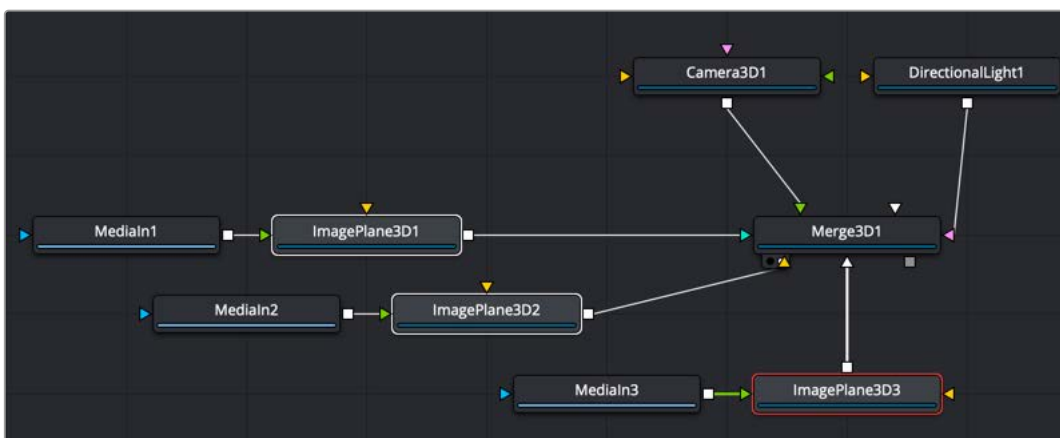 Camera3D1
DirectionalLight1
MediaIn1
ImagePlane3D1
Merge3D1
MediaIn2
ImagePlane3D2
MediaIn3
ImagePlane3D3